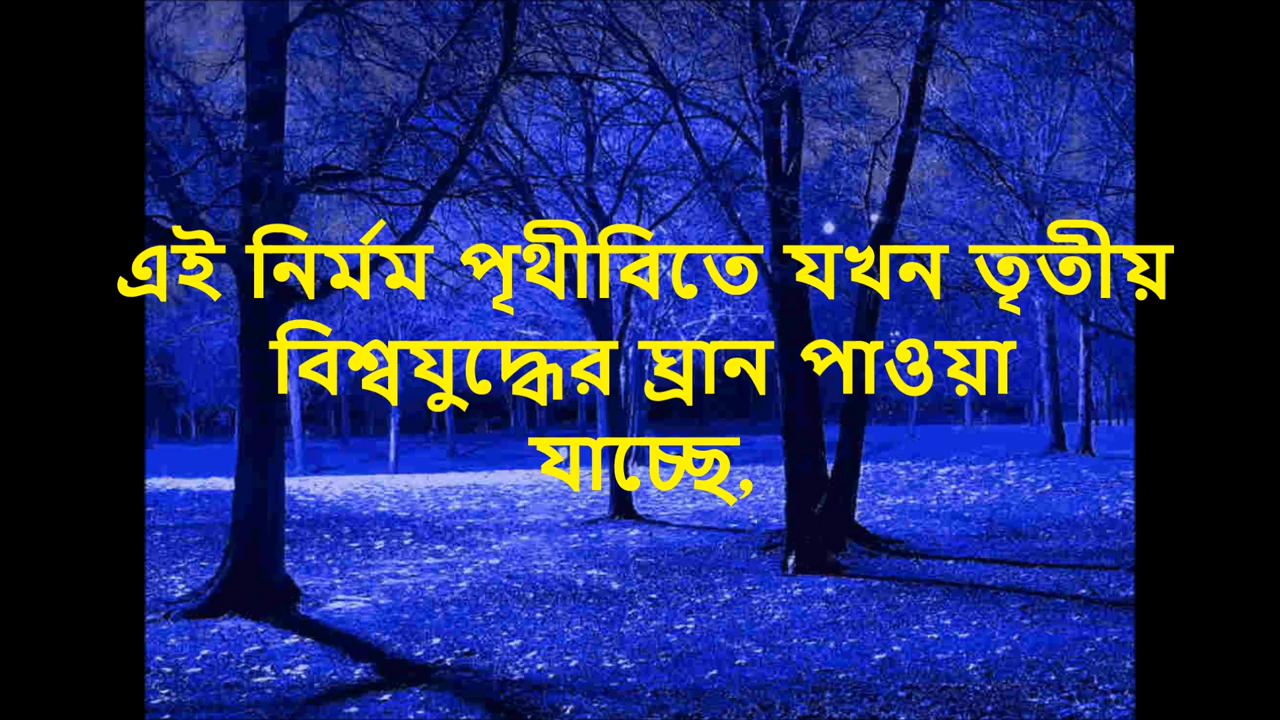 এই নির্মম পৃথীবিতে যখন তৃতীয়
বিশ্বযুদ্ধের ঘ্রান পাওয়া
যাচ্ছে,